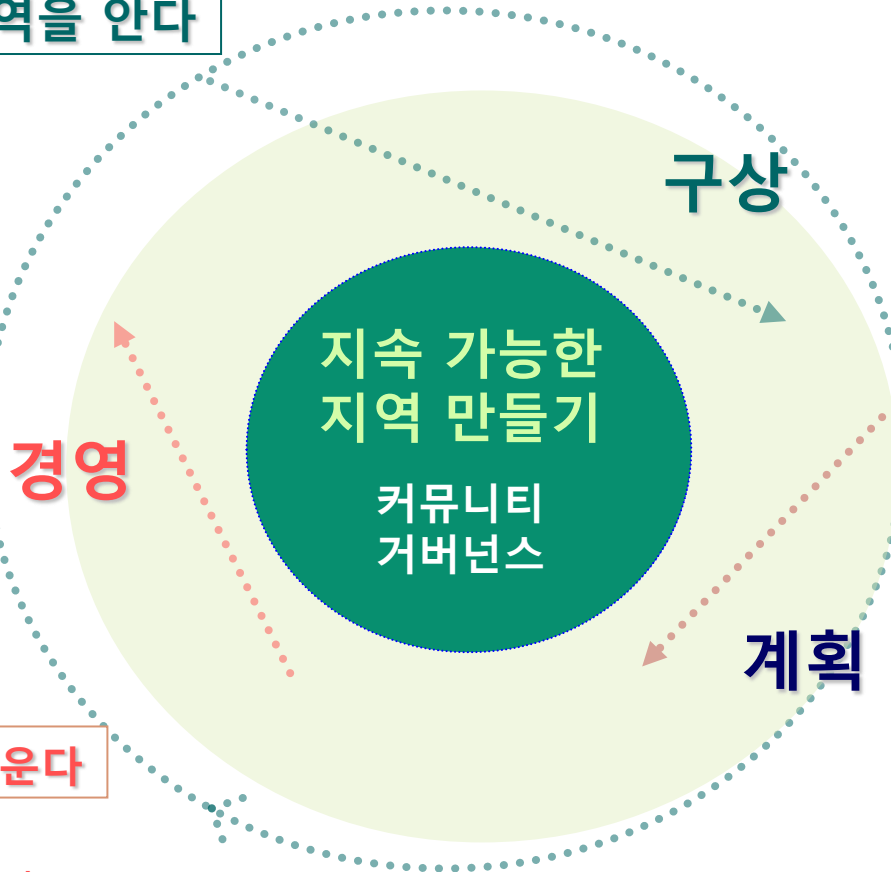 역을 안다
구상
지속 가능한
지역 만들기
경영
커뮤니티
거버넌스
계획
운다